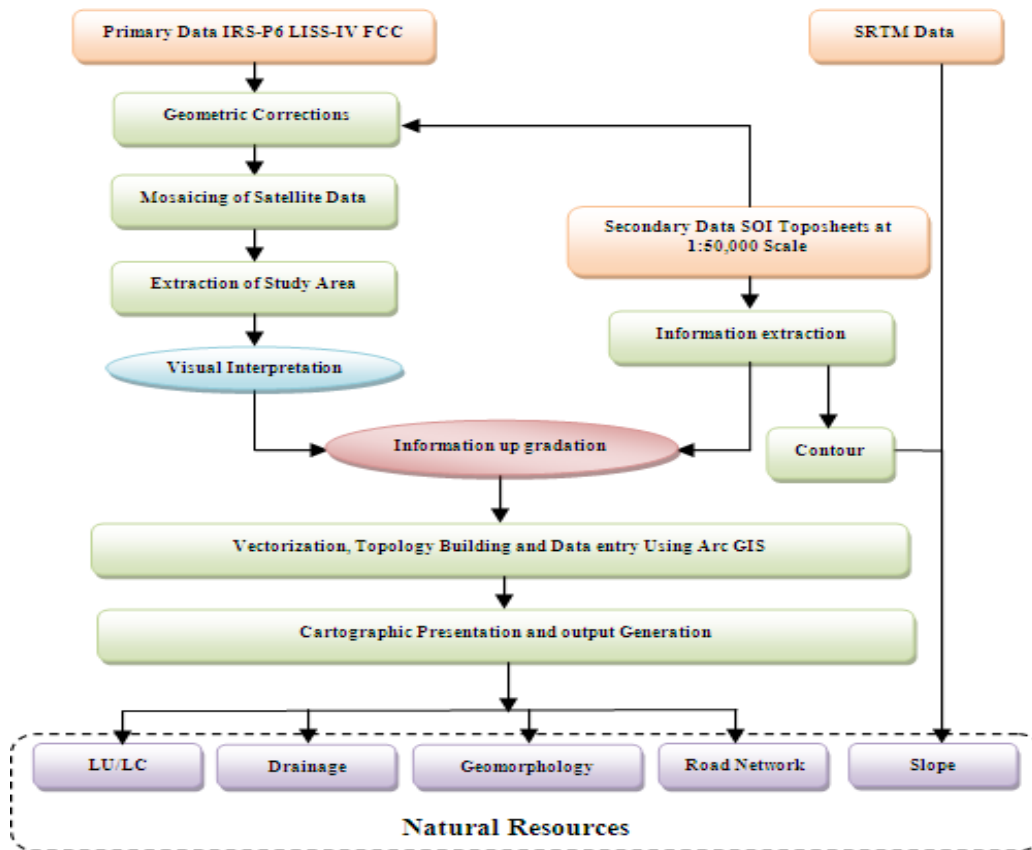 Primary Data IRS-P6 LISS-IV FCC
SRTM Data
Geometric Corrections
Mosaicing of Satellite Data
Secondary Data SOI Toposheets at
1:50,000 Scale
Extraction of Study Area
Information extraction
Visual Interpretation
Information up gradation
Contour
Vectorization, Topology Building and Data entry Using Arc GIS
Cartographic Presentation and output Generation
LU/LC
Drainage
Geomorphology
Road Network
Slope
Natural Resources